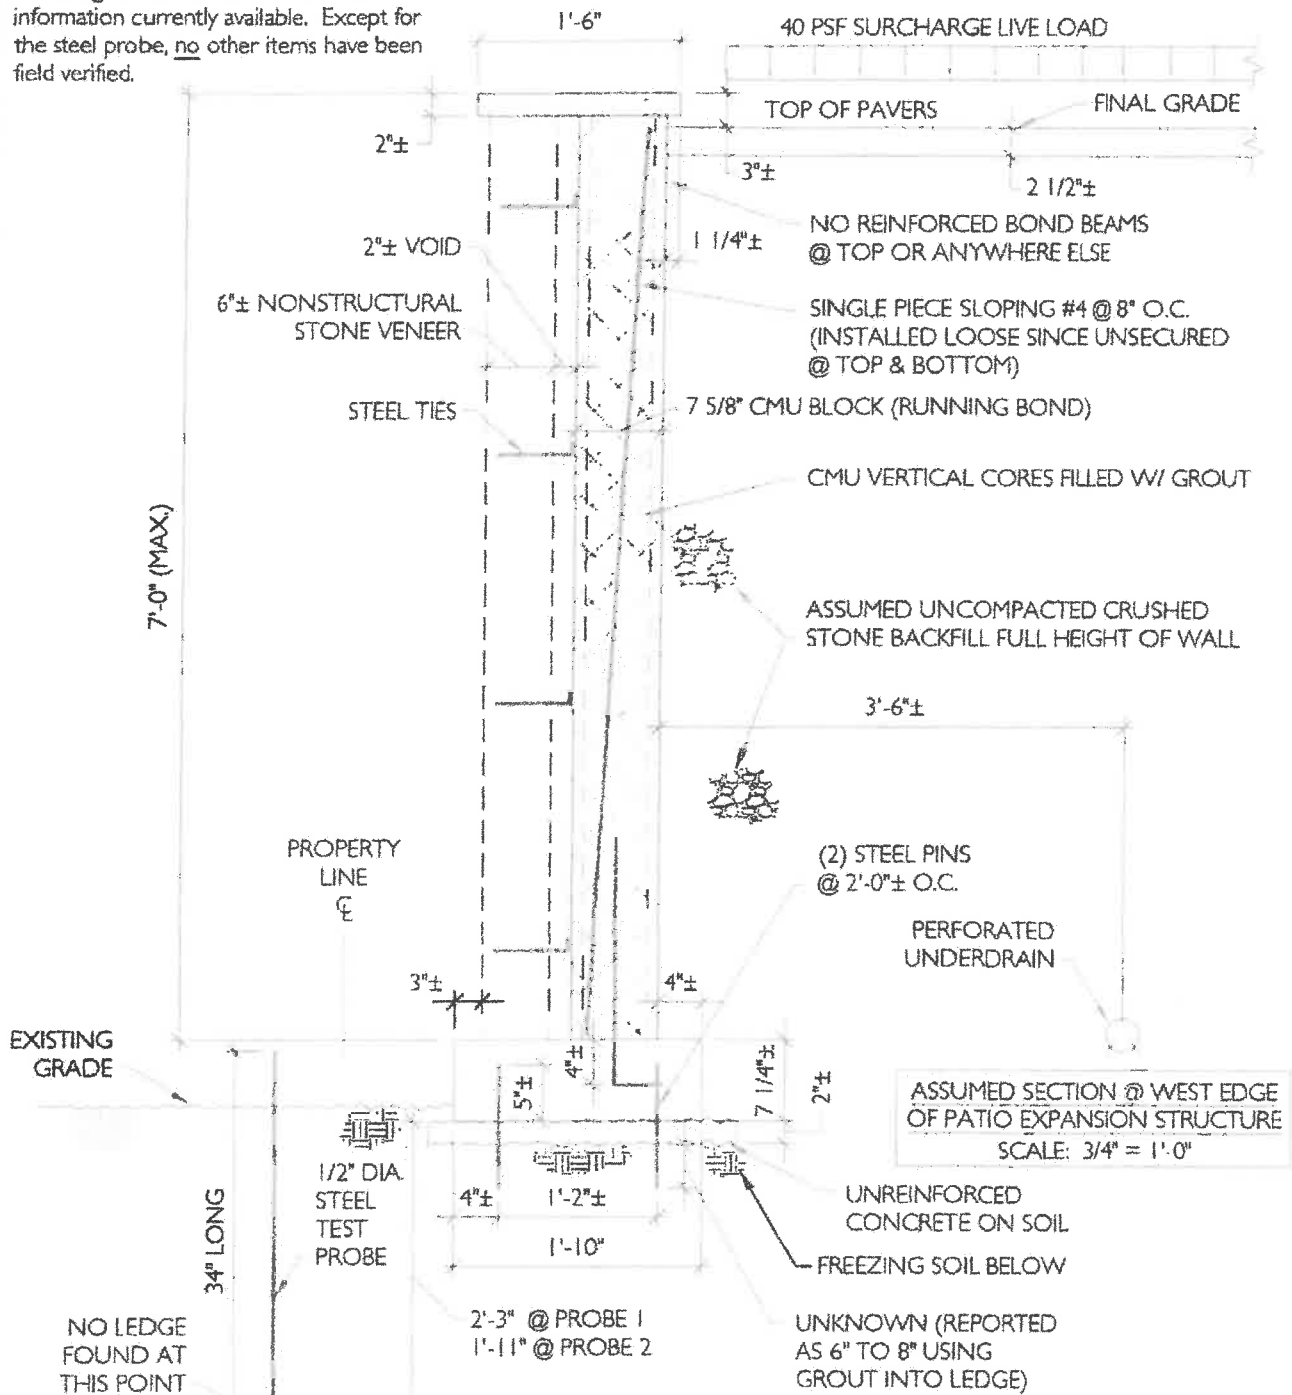 information currently available. Except for
the steel probe, no other items have been
field verified.
1'-6"
40 PSF SURCHARGE LIVE LOAD
TOP OF PAVERS
FINAL GRADE
2"±
3"±
2 1/2"±
1 1/4"±
NO REINFORCED BOND BEAMS
@ TOP OR ANYWHERE ELSE
2"± VOID
6"± NONSTRUCTURAL
STONE VENEER
SINGLE PIECE SLOPING #4 @ 8" O.C.
(INSTALLED LOOSE SINCE UNSECURED
@ TOP & BOTTOM)
STEEL TIES
7 5/8" CMU BLOCK (RUNNING BOND)
CMU VERTICAL CORES FILLED W/ GROUT
7'-0" (MAX.)
ASSUMED UNCOMPACTED CRUSHED
STONE BACKFILL FULL HEIGHT OF WALL
3'-6"±
PROPERTY
LINE
℄
(2) STEEL PINS
@ 2'-0"± O.C.
PERFORATED
UNDERDRAIN
3"±
4"±
EXISTING
GRADE
4"±
5"±
7 1/4"±
2"±
ASSUMED SECTION @ WEST EDGE
OF PATIO EXPANSION STRUCTURE
SCALE: 3/4" = 1'-0"
34" LONG
1/2" DIA.
STEEL
TEST
PROBE
4"±
1'-2"±
1'-10"
UNREINFORCED
CONCRETE ON SOIL
FREEZING SOIL BELOW
2'-3" @ PROBE 1
1'-11" @ PROBE 2
UNKNOWN (REPORTED
AS 6" TO 8" USING
GROUT INTO LEDGE)
NO LEDGE
FOUND AT
THIS POINT